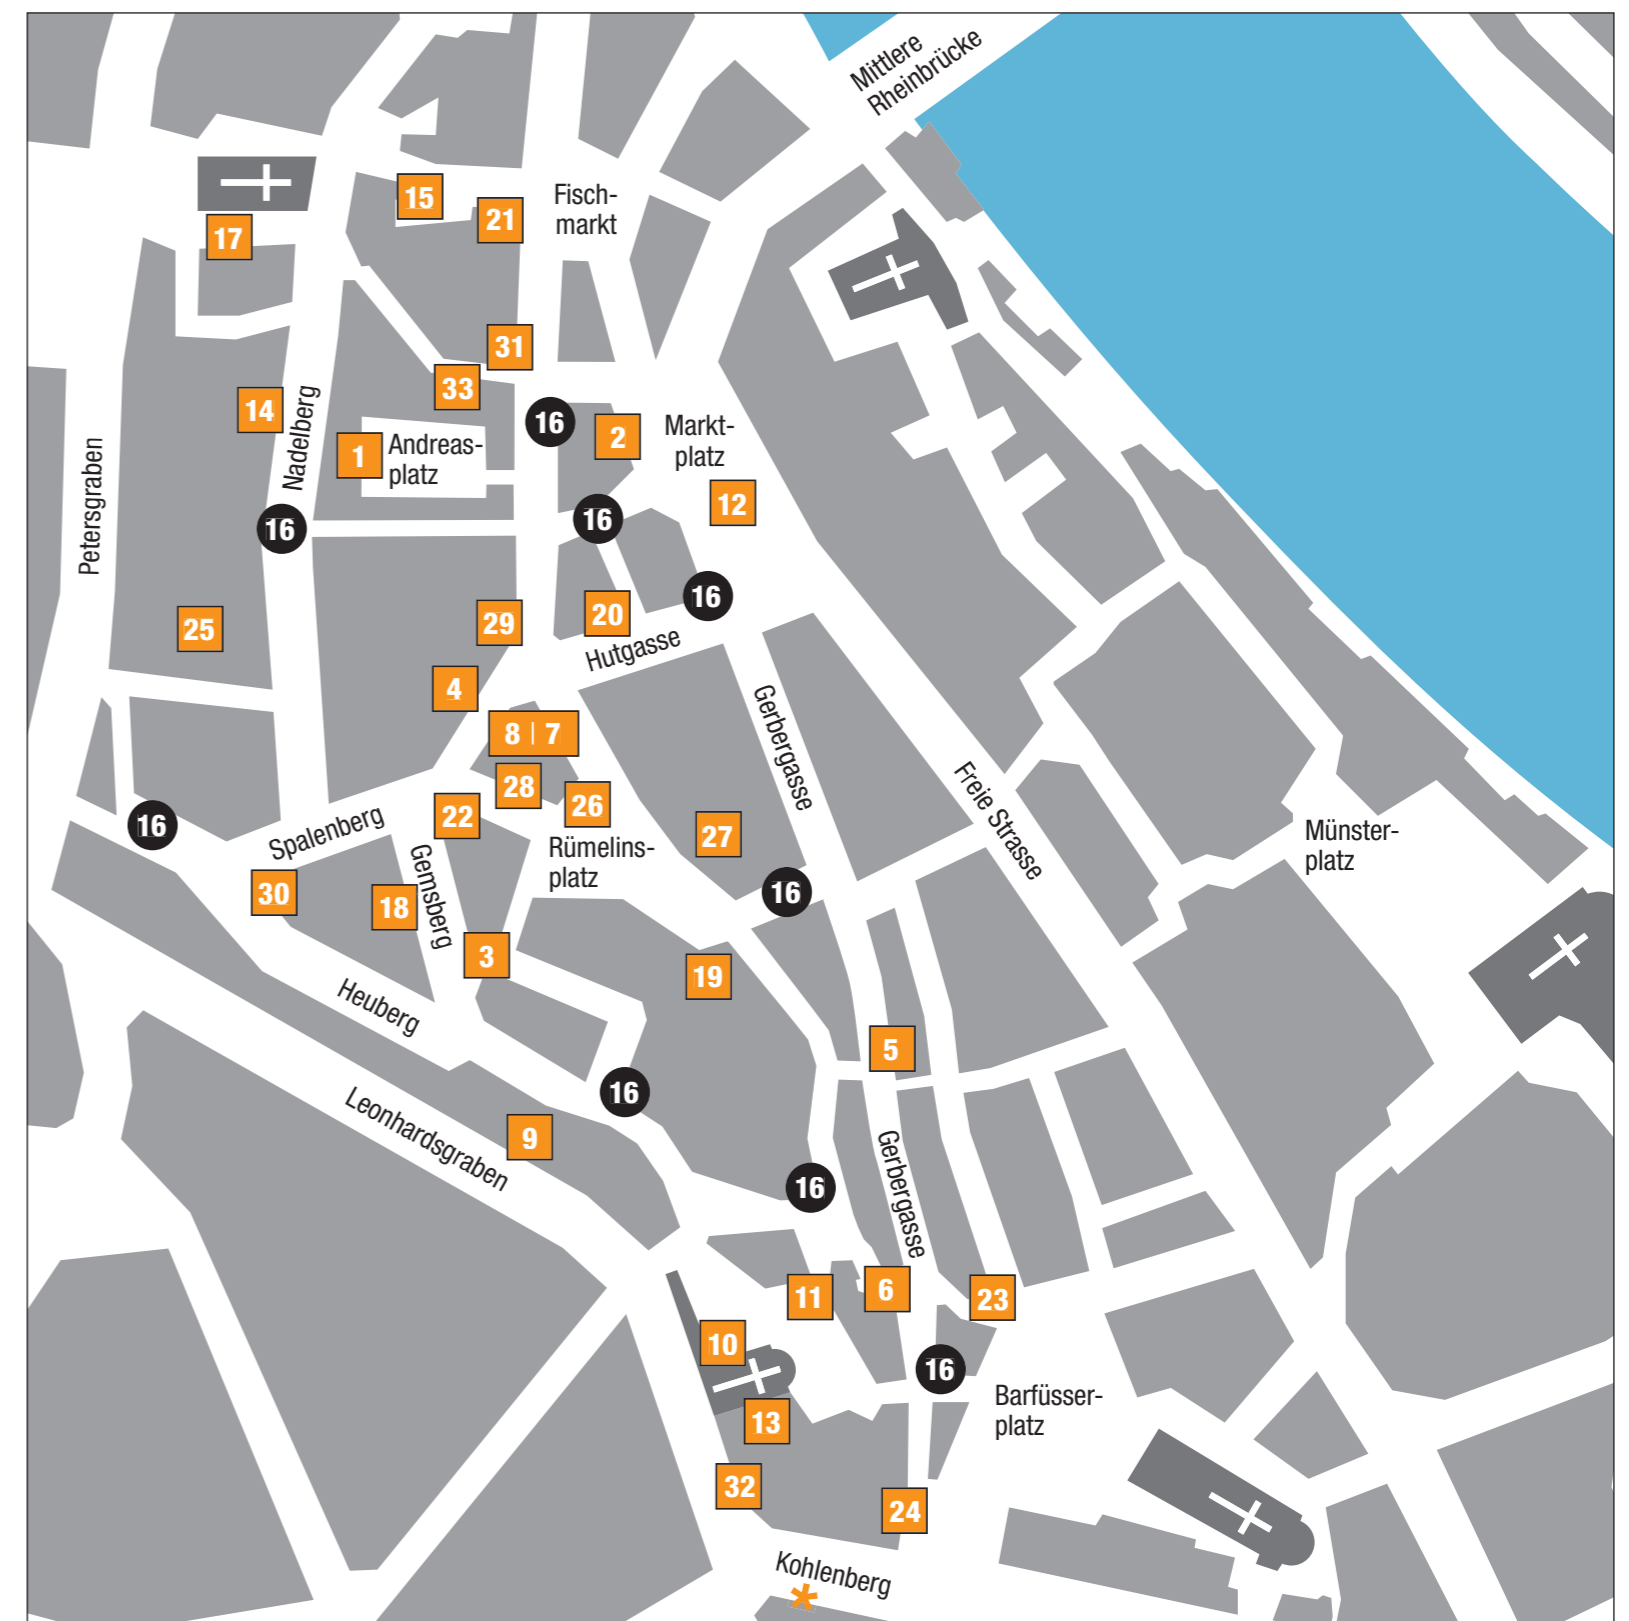 Mittlere
Rheinbrücke
15
Fisch-
markt
21
17
31
33
14
Nadelberg
16
2
Markt-
platz
1
Andreas-
platz
Petersgraben
12
16
16
16
20
25
29
Hutgasse
4
Gerbergasse
8 | 7
28
26
22
16
Spalenberg
27
Rümelins-
platz
Freie Strasse
Münster-
platz
Gemsberg
30
18
16
3
19
Heuberg
5
16
Leonhardsgraben
9
Gerbergasse
16
11
6
23
10
16
Barfüsser-
platz
13
32
24
Kohlenberg
*